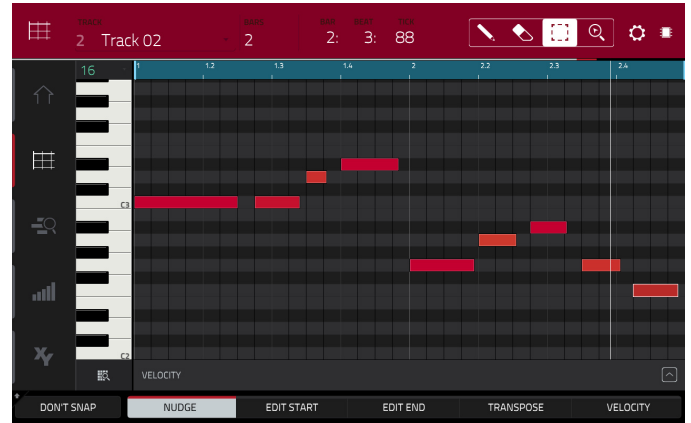 TRACK BARS BAR BEAT TICK
2 Track 02 2 2: 3: 88
16 1 1.2 1.3 1.4 2 2.2 2.3 2.4
C3
XY
C2
VELOCITY
DON'T SNAP NUDGE EDIT START EDIT END TRANSPOSE VELOCITY